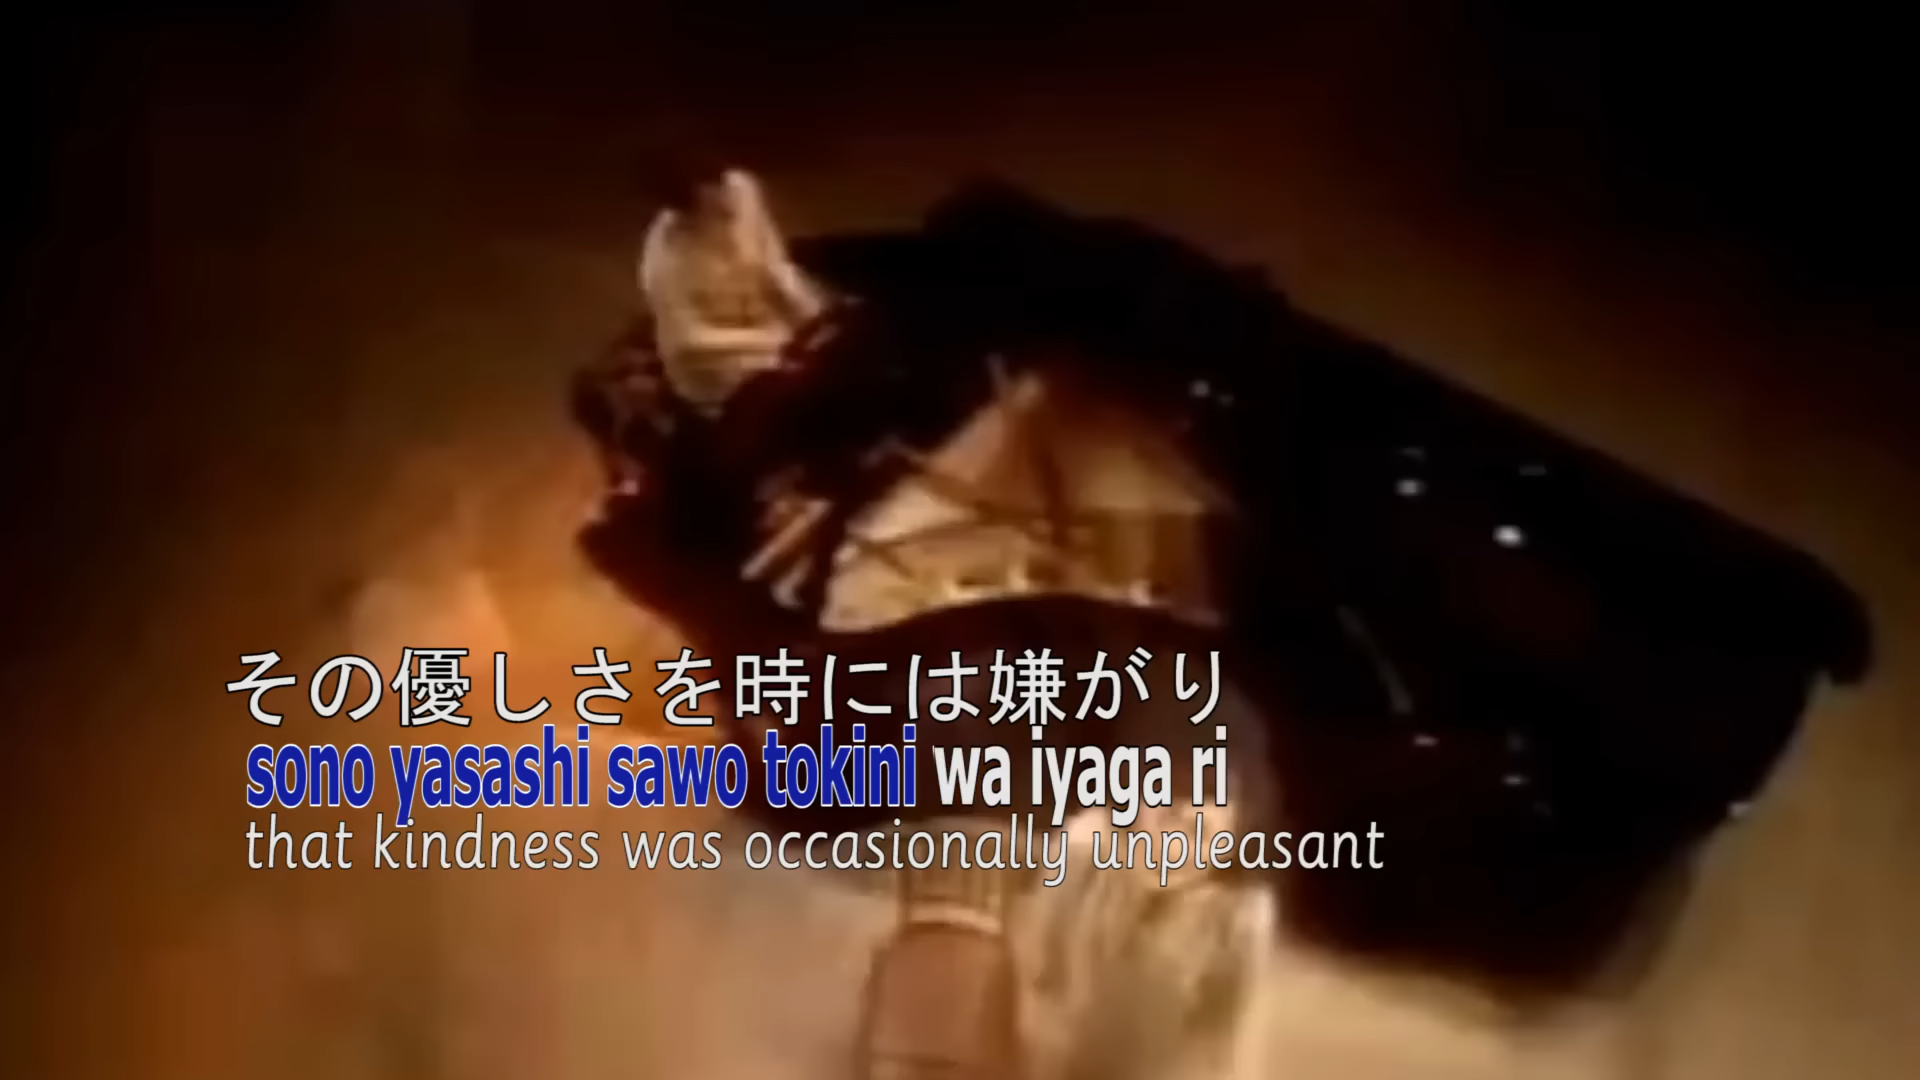 その優しさを時には嫌がり
sono yasashi sawo tokini wa iyaga ri
that kindness was occasionally unpleasant